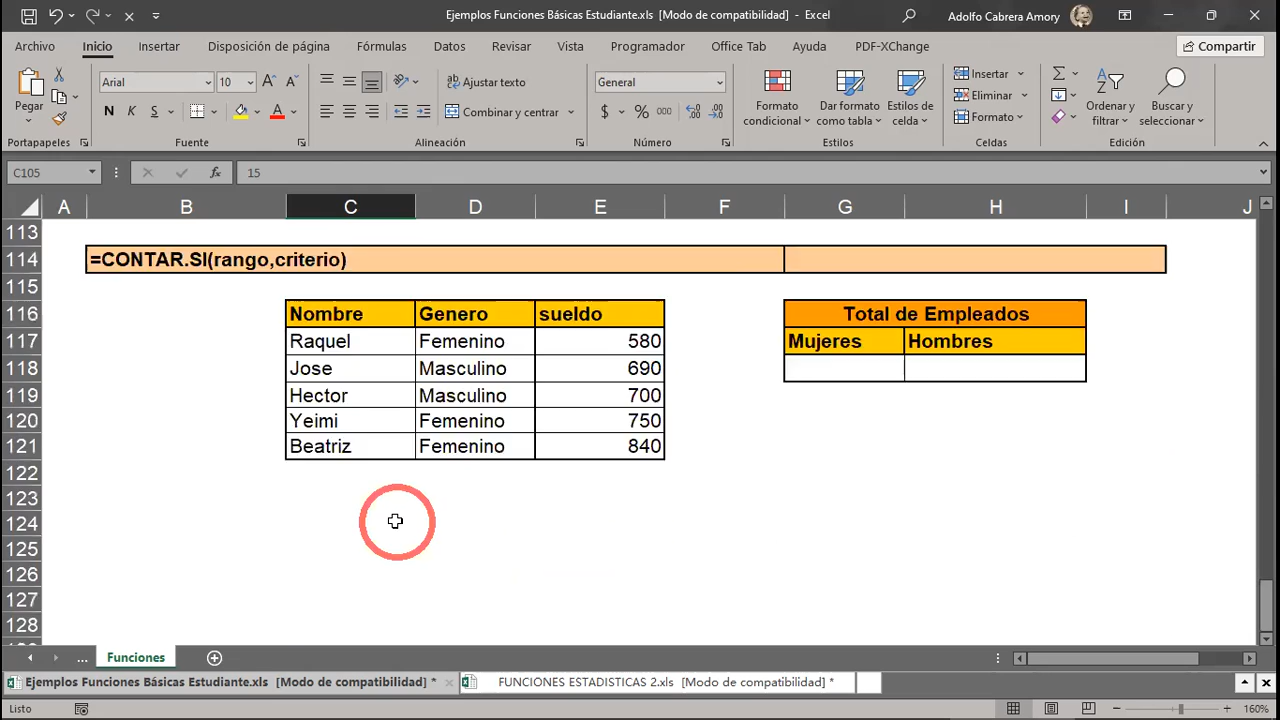 Ejemplos Funciones Básicas Estudiante.xls [Modo de compatibilidad] - Excel
Adolfo Cabrera Amory
Archivo Inicio Insertar Disposición de página Fórmulas Datos Revisar Vista Programador Office Tab Ayuda PDF-XChange Compartir
Pegar
Arial 10
N K S
Ajustar texto
Combinar y centrar
General
$ % 000
Formato condicional
Dar formato como tabla
Estilos de celda
Insertar
Eliminar
Formato
Ordenar y filtrar
Buscar y seleccionar
Portapapeles Fuente Alineación Número Estilos Celdas Edición
C105 fx 15
A B C D E F G H I J
113
114 =CONTAR.SI(rango,criterio)
115
116 Nombre Genero sueldo Total de Empleados
117 Raquel Femenino 580 Mujeres Hombres
118 Jose Masculino 690
119 Hector Masculino 700
120 Yeimi Femenino 750
121 Beatriz Femenino 840
122
123
124
125
126
127
128
... Funciones
Ejemplos Funciones Básicas Estudiante.xls [Modo de compatibilidad] * FUNCIONES ESTADISTICAS 2.xls [Modo de compatibilidad] *
Listo 160%